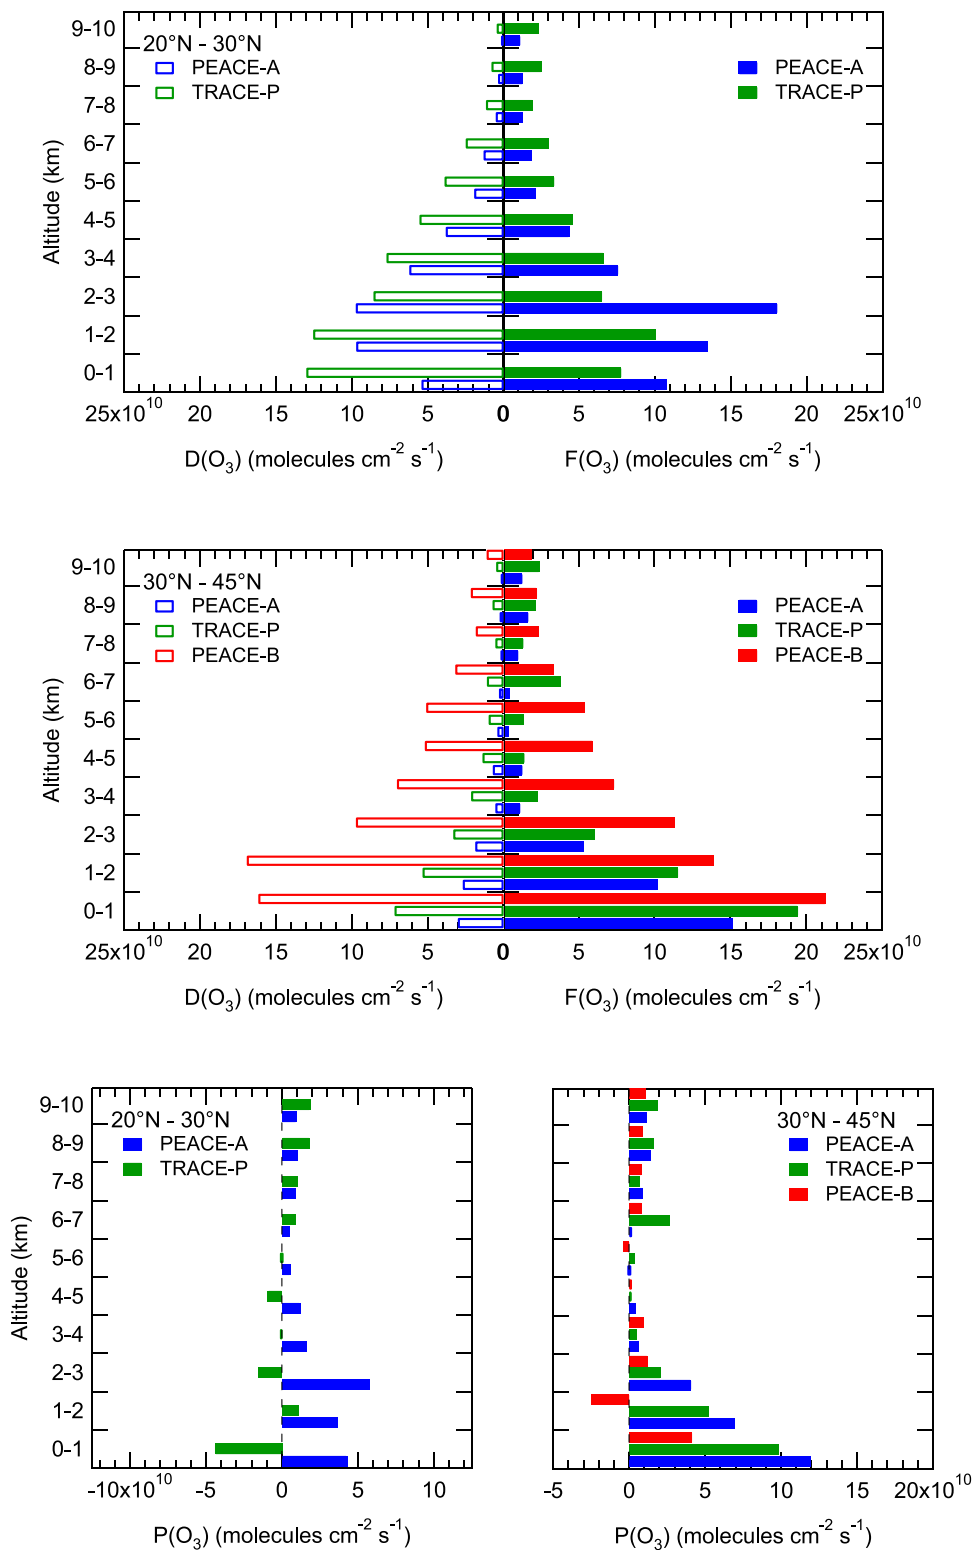 20°N - 30°N
PEACE-A
TRACE-P
PEACE-A
TRACE-P
Altitude (km)
9-10
8-9
7-8
6-7
5-6
4-5
3-4
2-3
1-2
0-1
25x10^10 20 15 10 5 0 5 10 15 20 25x10^10
D(O₃) (molecules cm⁻² s⁻¹) F(O₃) (molecules cm⁻² s⁻¹)
30°N - 45°N
PEACE-A
TRACE-P
PEACE-B
PEACE-A
TRACE-P
PEACE-B
Altitude (km)
9-10
8-9
7-8
6-7
5-6
4-5
3-4
2-3
1-2
0-1
25x10^10 20 15 10 5 0 5 10 15 20 25x10^10
D(O₃) (molecules cm⁻² s⁻¹) F(O₃) (molecules cm⁻² s⁻¹)
20°N - 30°N
PEACE-A
TRACE-P
Altitude (km)
9-10
8-9
7-8
6-7
5-6
4-5
3-4
2-3
1-2
0-1
-10x10^10 -5 0 5 10
P(O₃) (molecules cm⁻² s⁻¹)
30°N - 45°N
PEACE-A
TRACE-P
PEACE-B
-5 0 5 10 15 20x10^10
P(O₃) (molecules cm⁻² s⁻¹)